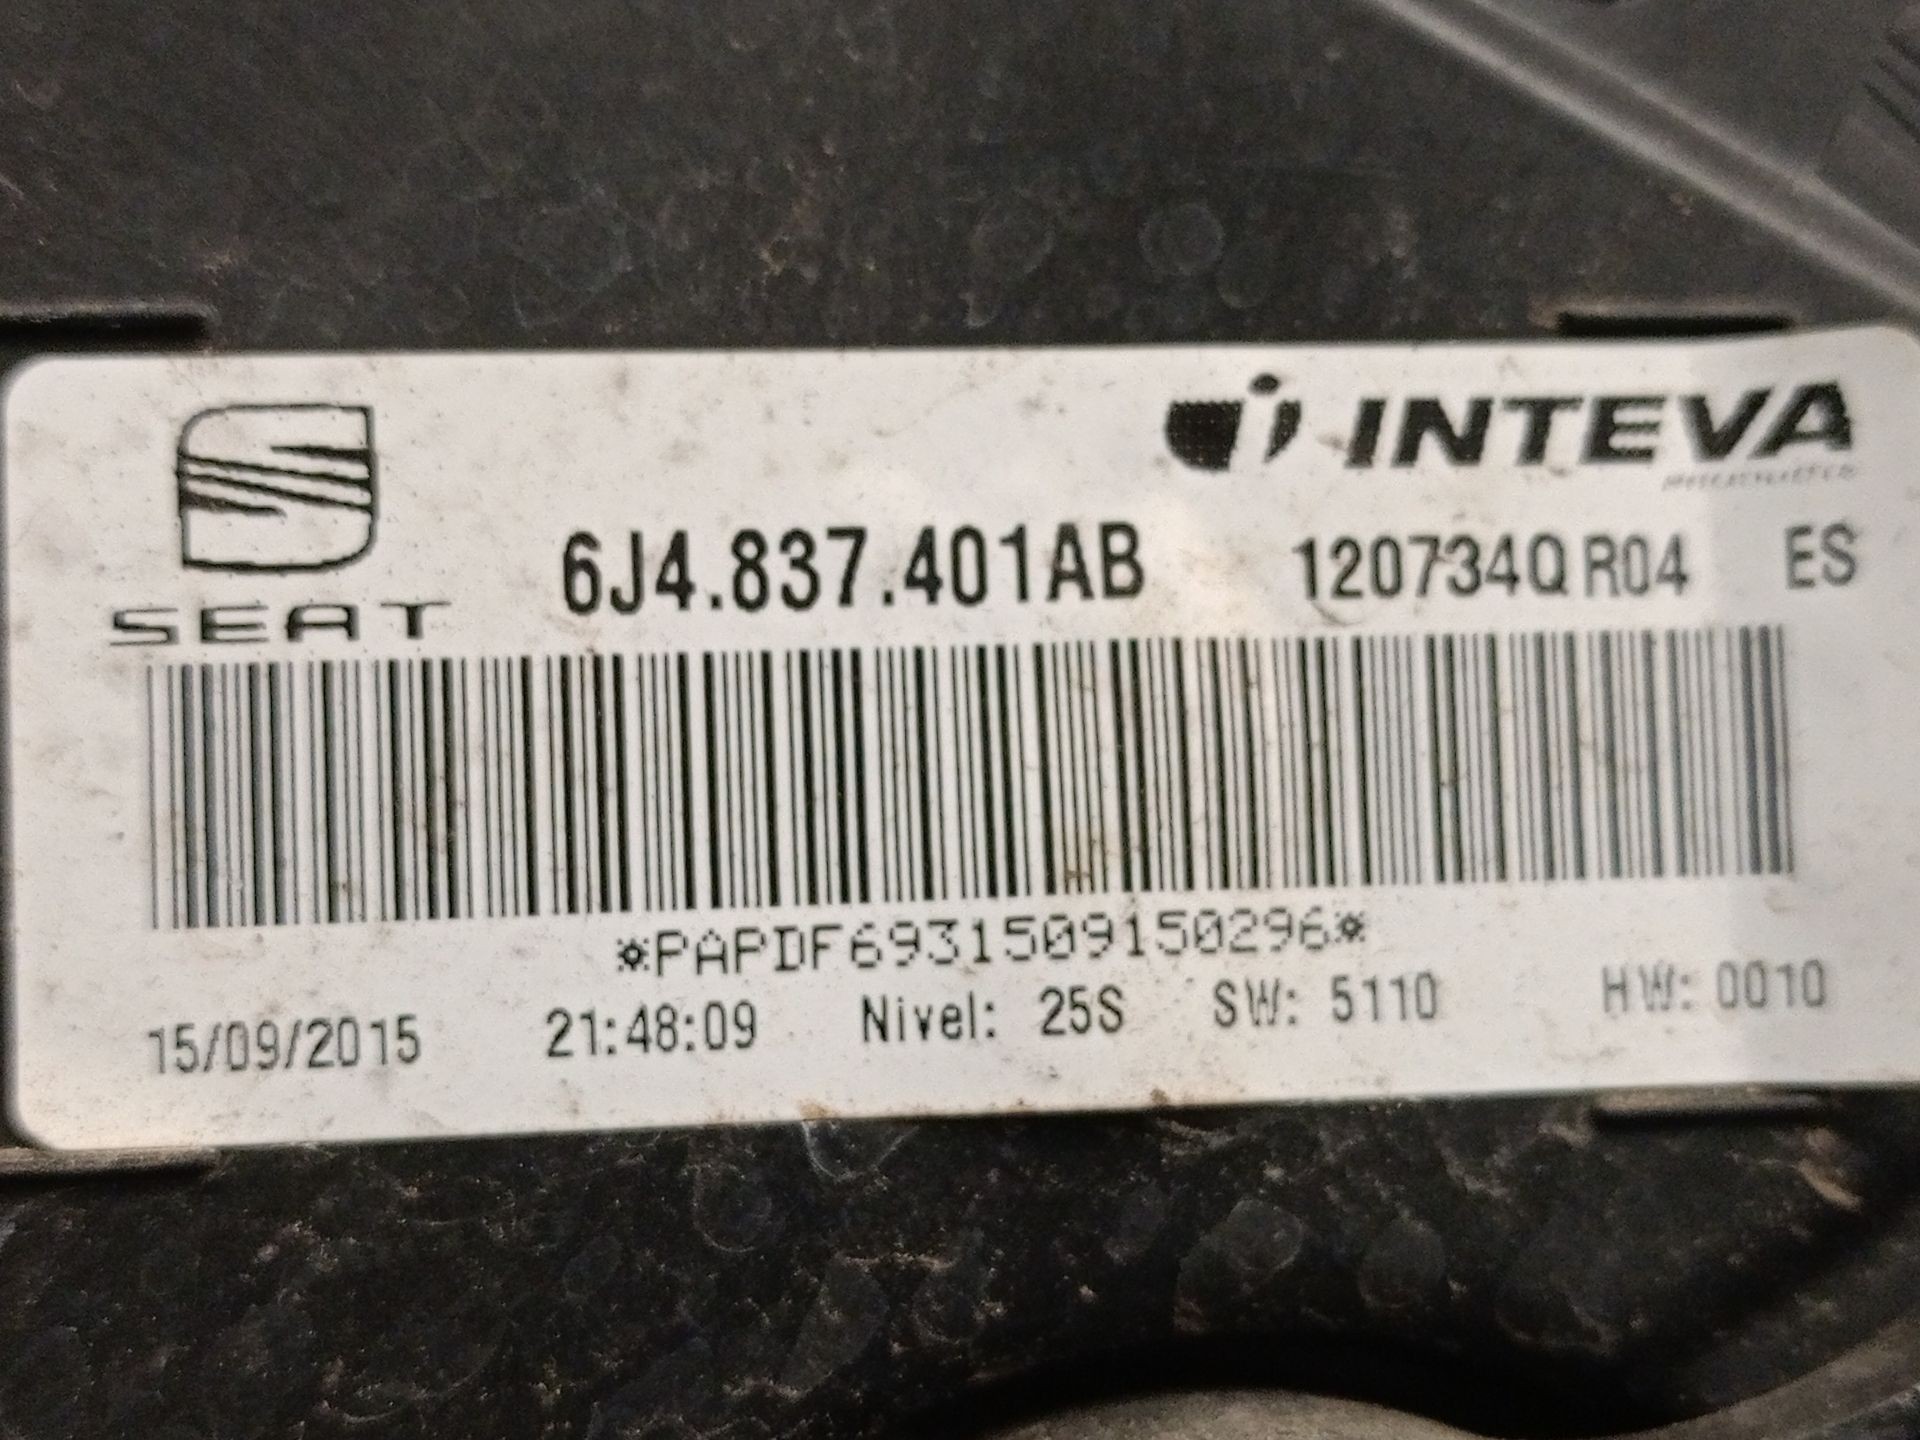 INTEVA
SEAT
6J4.837.401AB 120734Q R04 ES
*PAPDF6931509150296*
15/09/2015 21:48:09 Nivel: 25S SW: 5110 HW: 0010